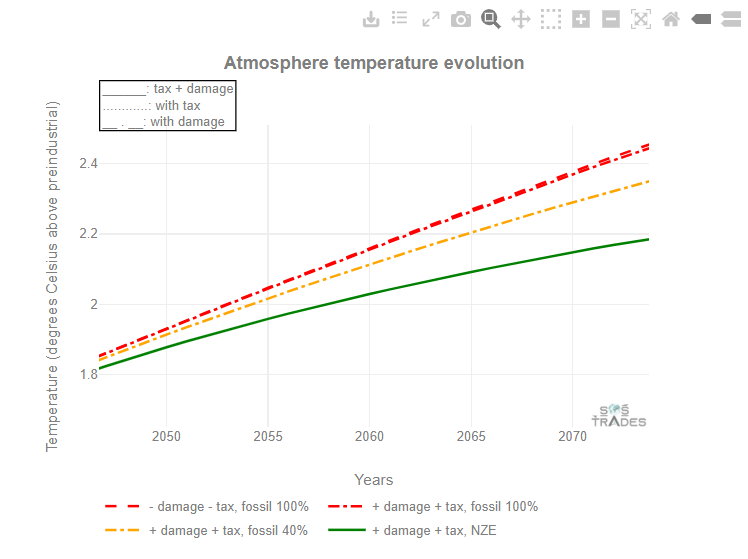 Atmosphere temperature evolution
______: tax + damage
............: with tax
__ . __: with damage
Temperature (degrees Celsius above preindustrial)
2.4
2.2
2
1.8
2050
2055
2060
2065
2070
SOS
TRADES
Years
- damage - tax, fossil 100%
+ damage + tax, fossil 100%
+ damage + tax, fossil 40%
+ damage + tax, NZE